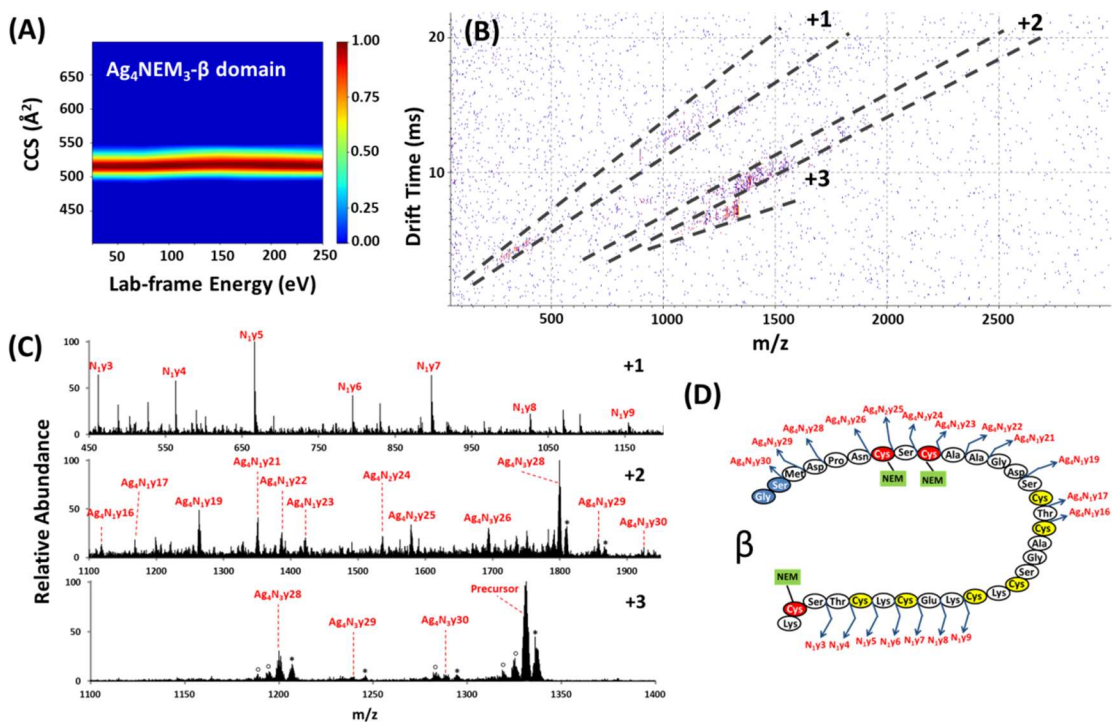 (A)
Ag₄NEM₃-β domain
CCS (Å²)
650
600
550
500
450
50
100
150
200
250
Lab-frame Energy (eV)
1.00
0.75
0.50
0.25
0.00
(B)
Drift Time (ms)
20
10
500
1000
1500
2000
2500
m/z
+1
+2
+3
(C)
Relative Abundance
100
50
0
N₁y3
N₁y4
N₁y5
N₁y6
N₁y7
N₁y8
N₁y9
+1
450
550
650
750
850
950
1050
1150
100
50
0
Ag₄N₁y16
Ag₄N₁y17
Ag₄N₁y19
Ag₄N₁y21
Ag₄N₁y22
Ag₄N₁y23
Ag₄N₂y24
Ag₄N₂y25
Ag₄N₃y26
Ag₄N₃y28
*
Ag₄N₃y29
*
Ag₄N₃y30
+2
1100
1200
1300
1400
1500
1600
1700
1800
1900
100
50
0
Ag₄N₃y28
*
Ag₄N₃y29
*
Ag₄N₃y30
*
Precursor
*
+3
1100
1150
1200
1250
1300
1350
1400
m/z
(D)
Ag₄N₃y30
Ag₄N₃y29
Ag₄N₃y28
Ag₄N₃y26
Ag₄N₂y25
Ag₄N₂y24
Ag₄N₁y23
Ag₄N₁y22
Ag₄N₁y21
Ag₄N₁y19
Ag₄N₁y17
Ag₄N₁y16
Gly
Ser
Met
Asp
Pro
Asn
Cys
Ser
Cys
Ala
Ala
Gly
Asp
Ser
Cys
Thr
Cys
Ala
Gly
Ser
Cys
Lys
Cys
Lys
Glu
Cys
Lys
Cys
Thr
Ser
Cys
Lys
NEM
NEM
NEM
β
N₁y3
N₁y4
N₁y5
N₁y6
N₁y7
N₁y8
N₁y9